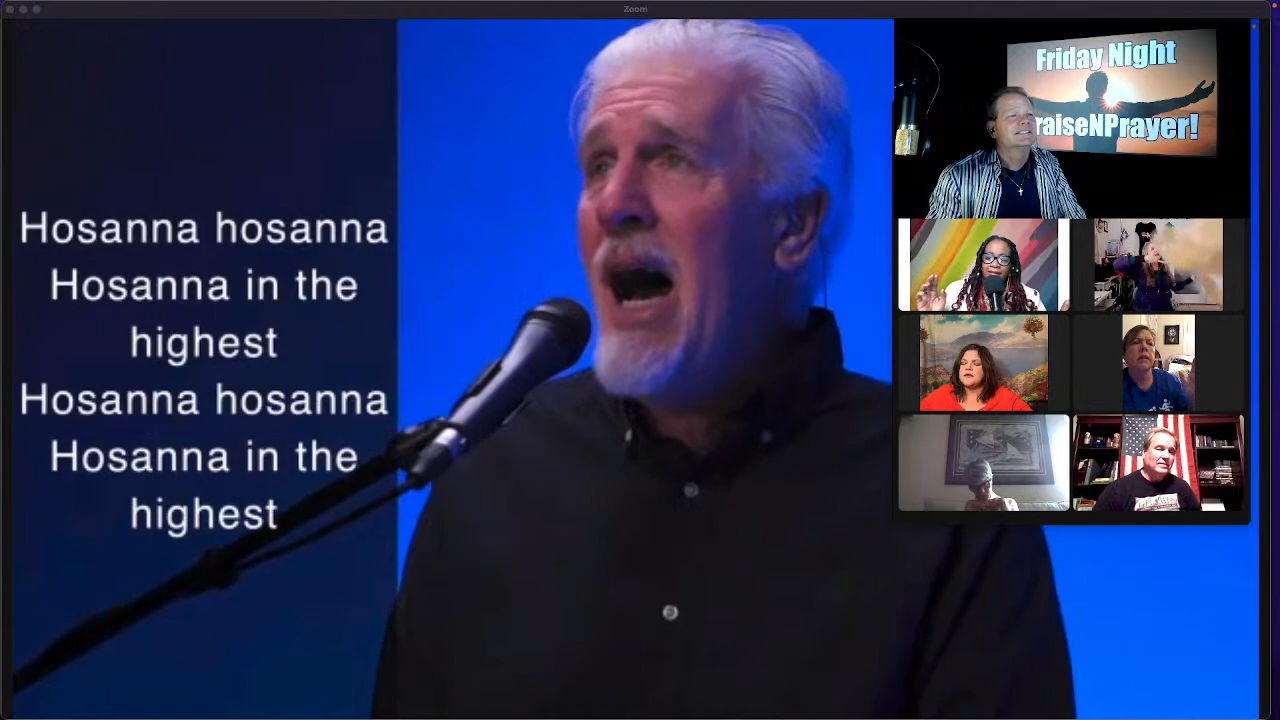 Zoom
Hosanna hosanna
Hosanna in the
highest
Hosanna hosanna
Hosanna in the
highest
Friday Night
raiseNPrayer!